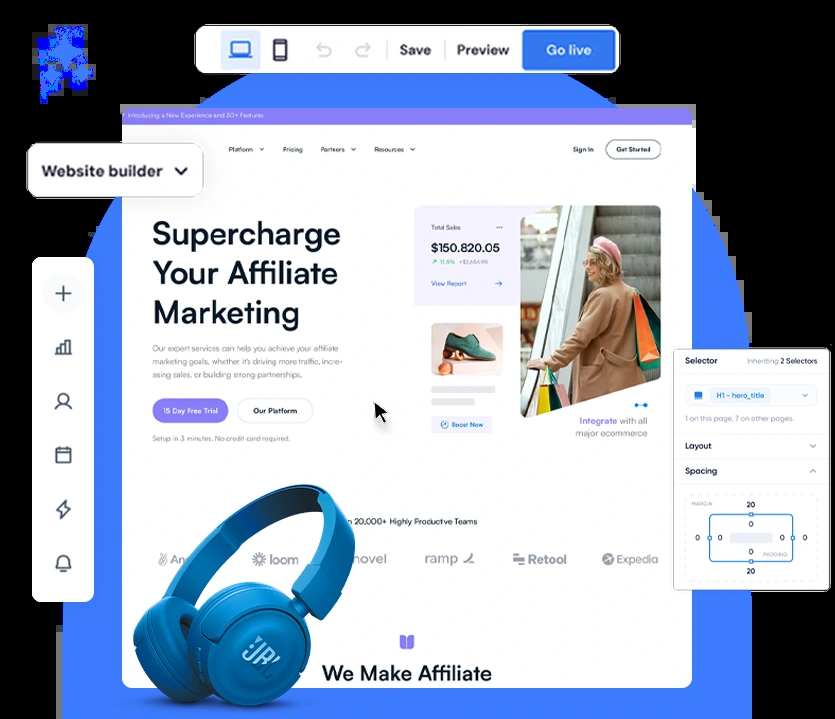 Save
Preview
Go live
Introducing a New Experience and 30+ Features
Website builder
Platform
Pricing
Partners
Resources
Sign In
Get Started
Supercharge
Your Affiliate
Marketing
Our expert services can help you achieve your affiliate
marketing goals, whether it's driving more traffic, incre-
asing sales, or building strong partnerships.
15 Day Free Trial
Our Platform
Setup in 3 minutes. No credit card required.
Total Sales
$150.820.05
View Report
Boost Now
Integrate with all
major ecommerce
Selector
Inheriting 2 Selectors
H1 - hero_title
1 on this page, 7 on other pages.
Layout
Spacing
MARGIN
20
0
0
0
0
0
0
PADDING
20
20,000+ Highly Productive Teams
loom
ramp
Retool
Expedia
JBL
We Make Affiliate